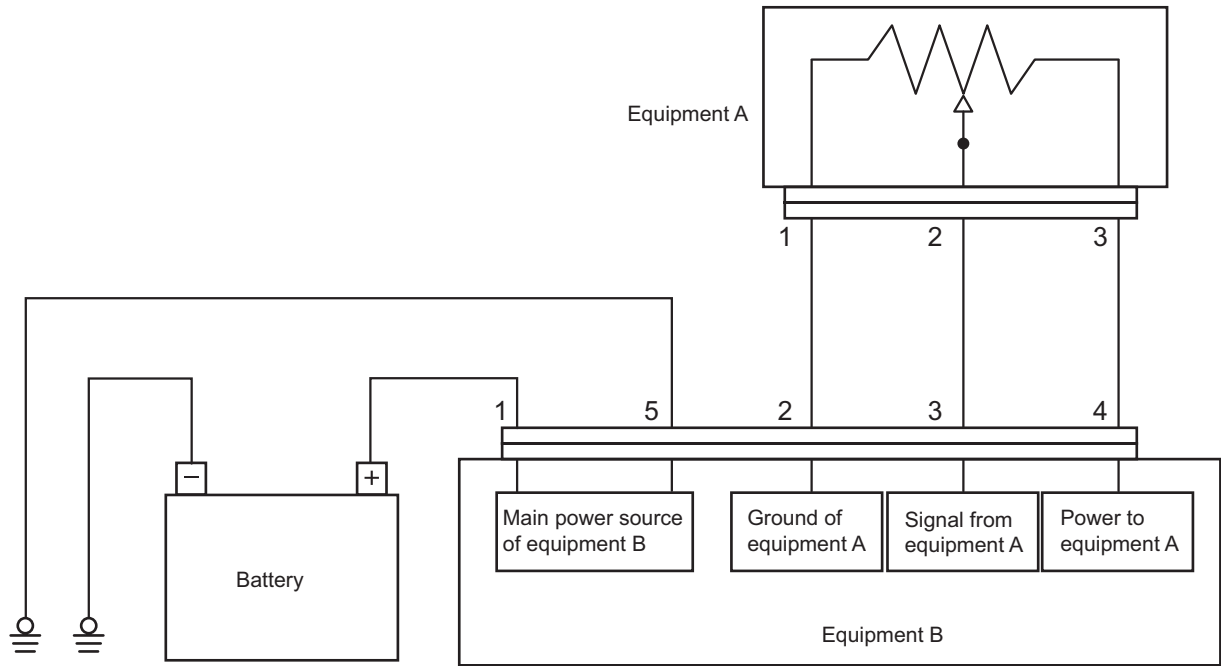 Equipment A
1 2 3
1 5 2 3 4
− +
Main power source
of equipment B
Ground of
equipment A
Signal from
equipment A
Power to
equipment A
Battery
Equipment B